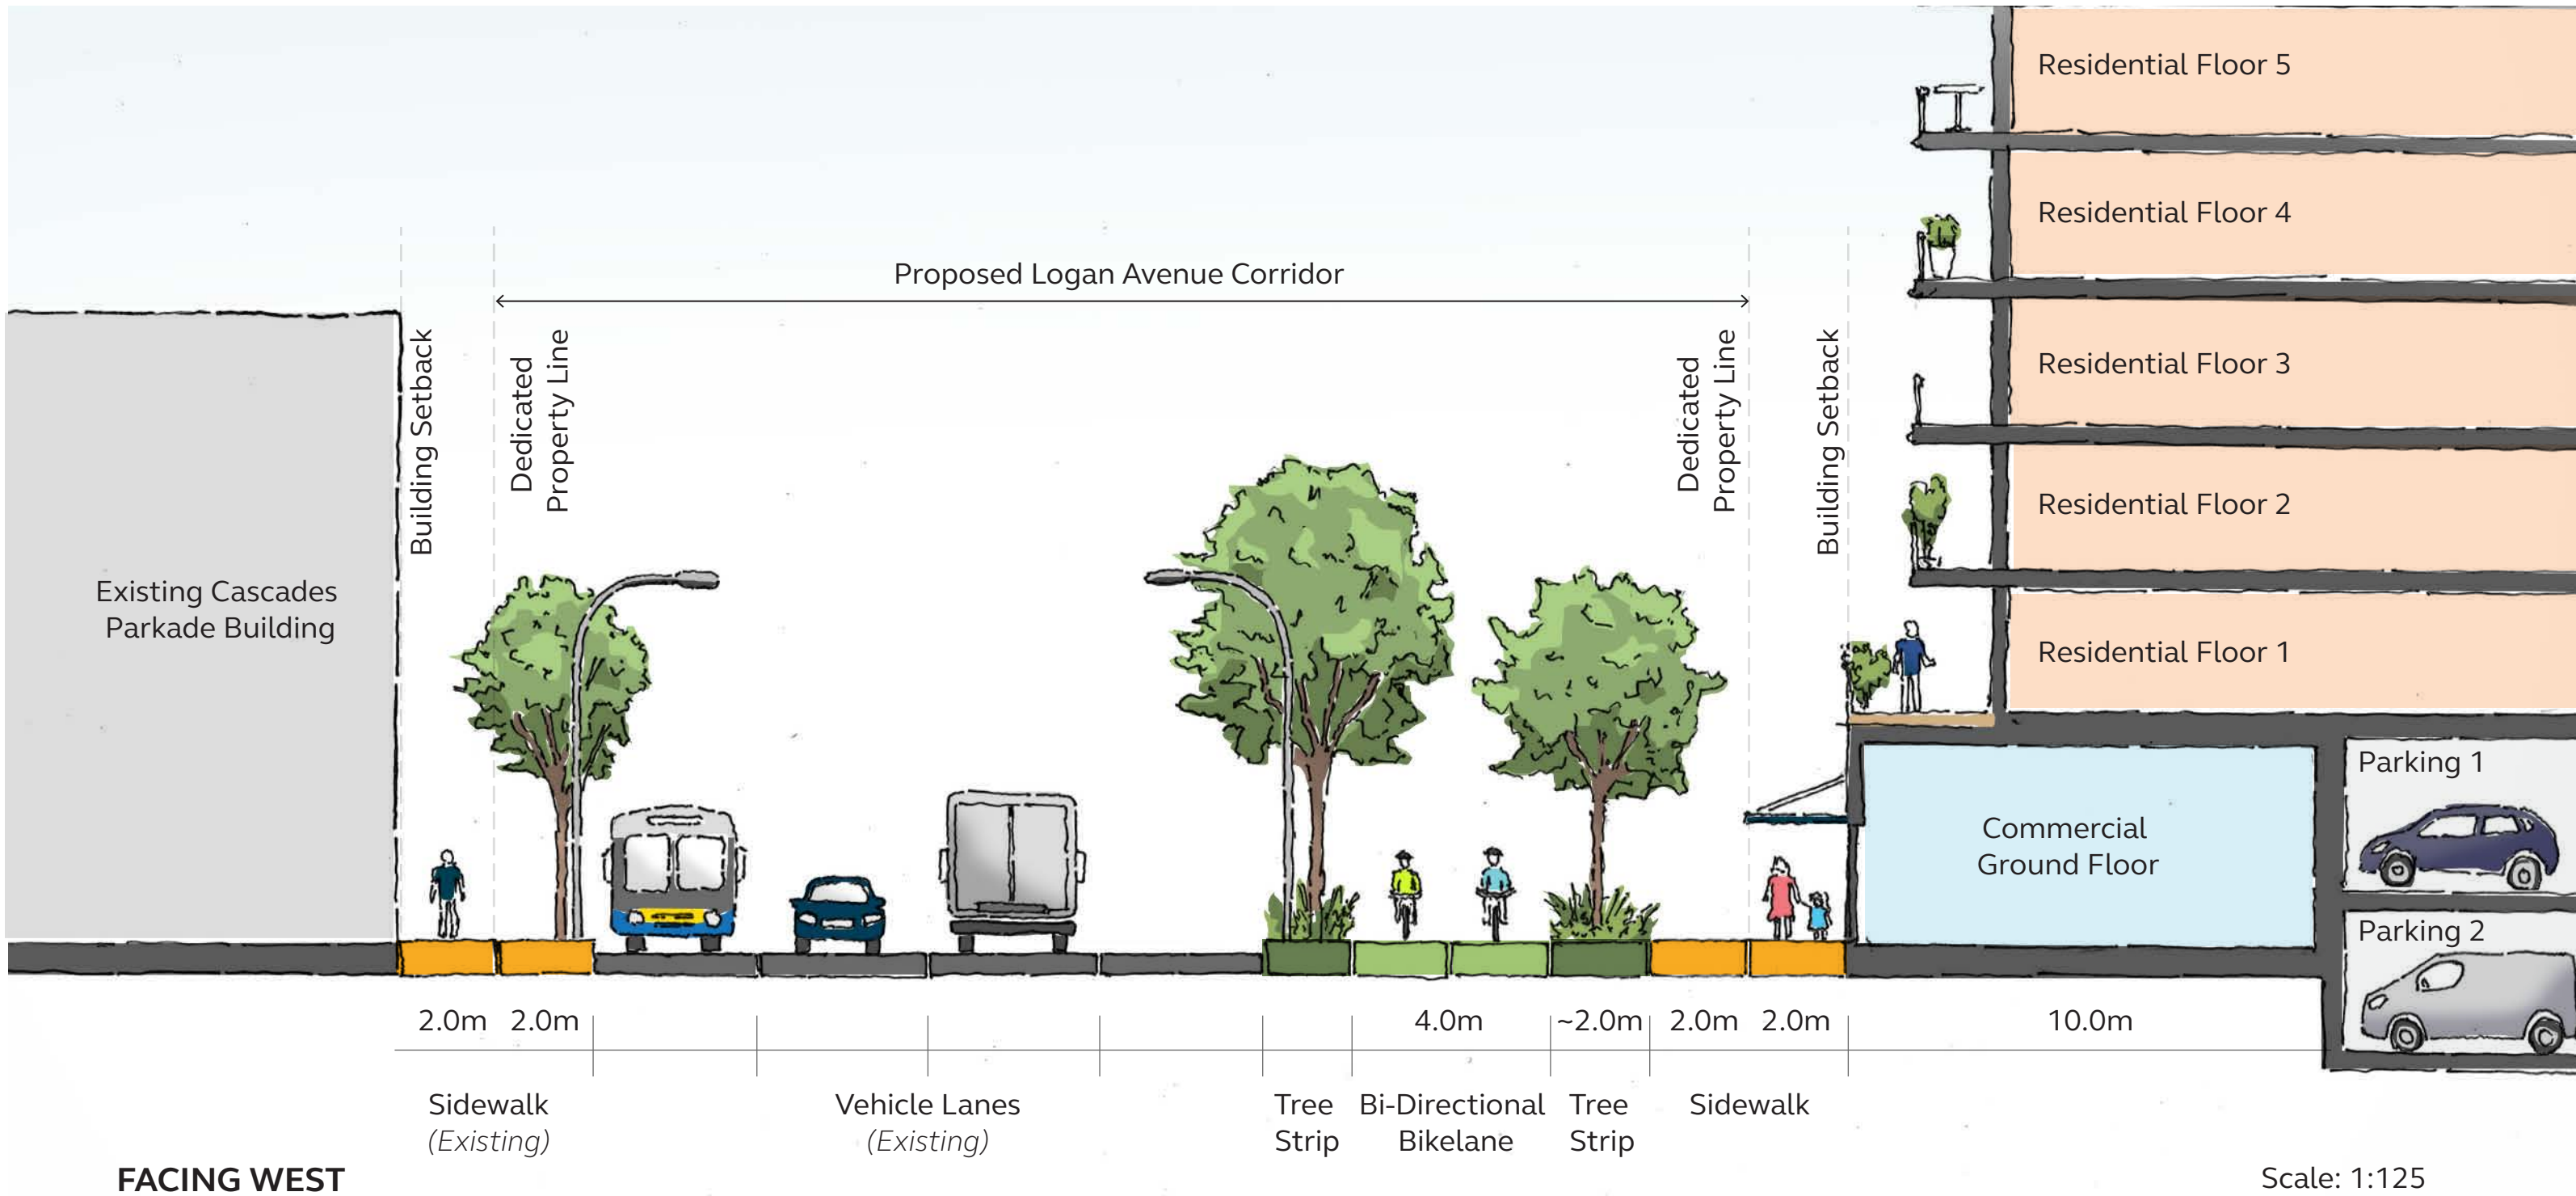 Residential Floor 5
Residential Floor 4
Proposed Logan Avenue Corridor
Building Setback
Dedicated
Property Line
Dedicated
Property Line
Building Setback
Residential Floor 3
Residential Floor 2
Existing Cascades
Parkade Building
Residential Floor 1
Parking 1
Commercial
Ground Floor
Parking 2
2.0m 2.0m 4.0m ~2.0m 2.0m 2.0m 10.0m
Sidewalk
(Existing)
Vehicle Lanes
(Existing)
Tree
Strip
Bi-Directional
Bikelane
Tree
Strip
Sidewalk
FACING WEST
Scale: 1:125